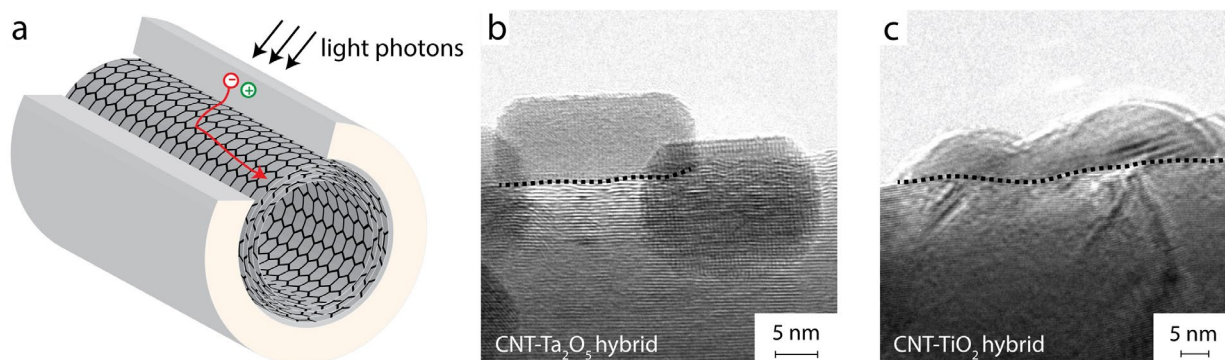 a
light photons
−
+
b
CNT-Ta₂O₅ hybrid
5 nm
c
CNT-TiO₂ hybrid
5 nm